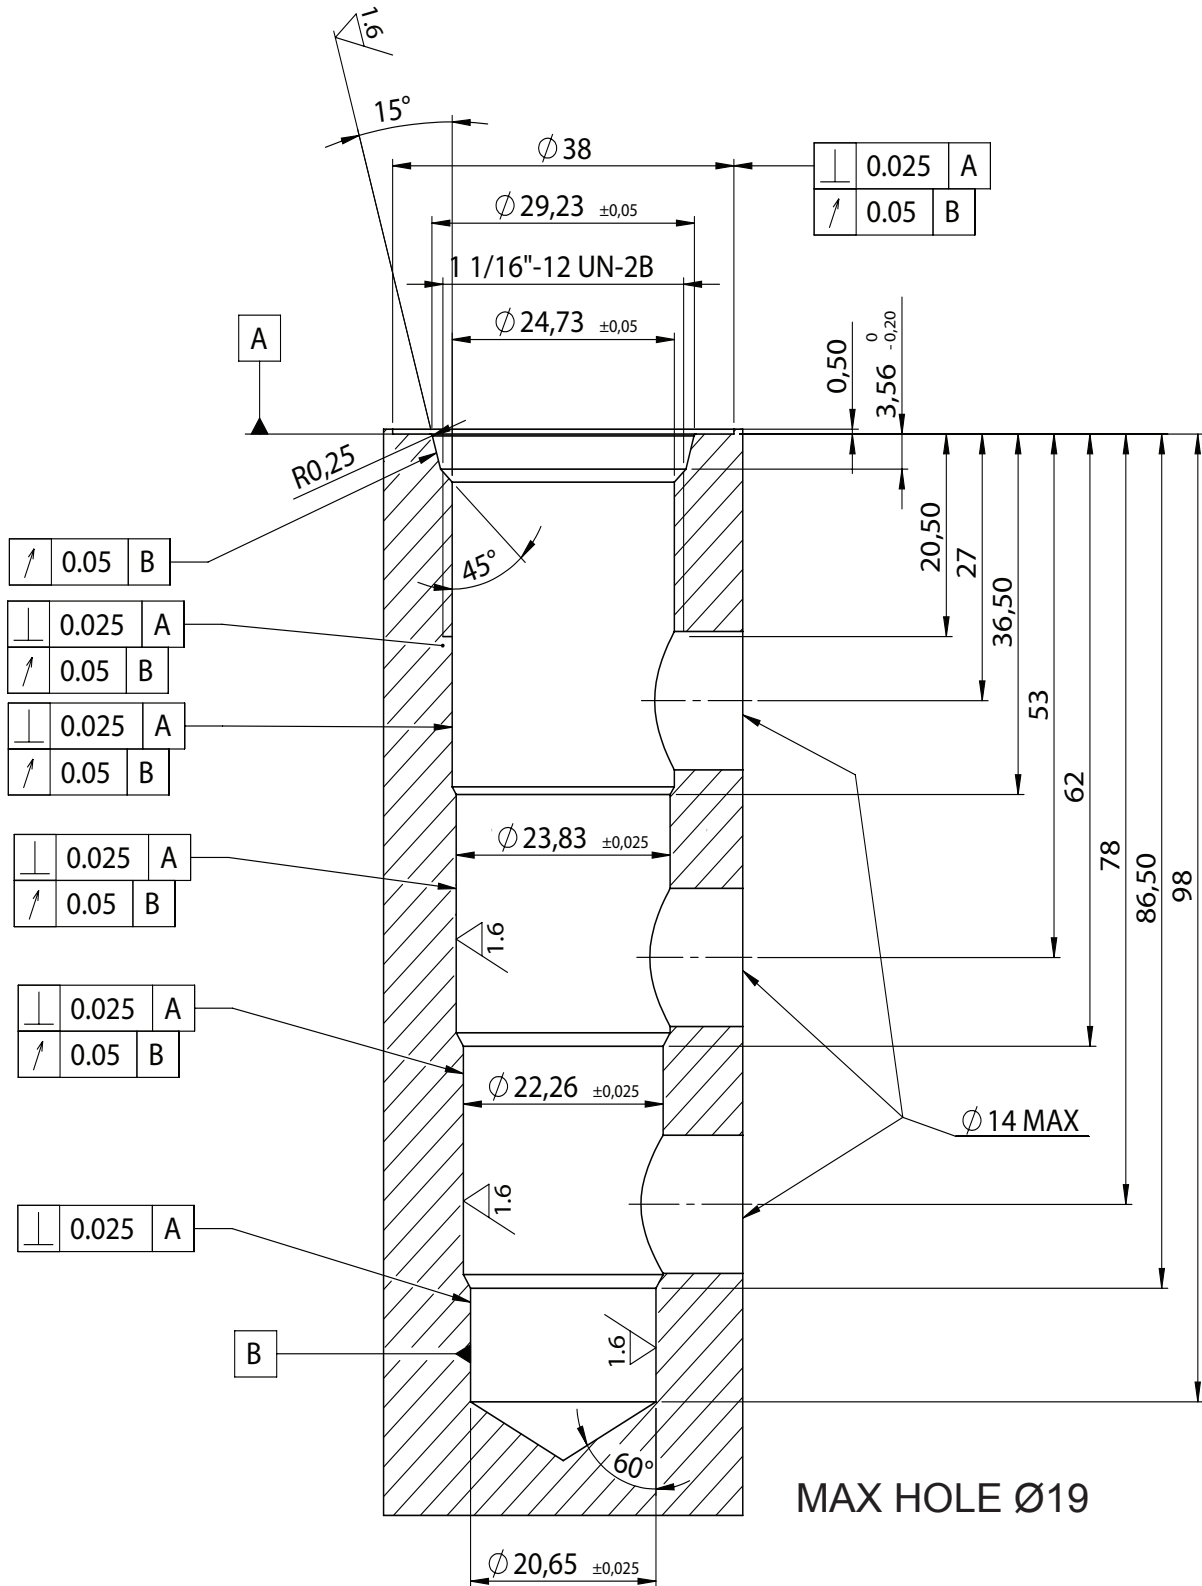 1.6
15°
Ø 38
⊥ 0.025 A
↗ 0.05 B
Ø 29,23 ±0,05
1 1/16"-12 UN-2B
Ø 24,73 ±0,05
A
0,50
3,56 0 -0,20
R0,25
↗ 0.05 B
45°
20,50
27
36,50
⊥ 0.025 A
↗ 0.05 B
⊥ 0.025 A
↗ 0.05 B
53
62
78
86,50
98
Ø 23,83 ±0,025
⊥ 0.025 A
↗ 0.05 B
1.6
⊥ 0.025 A
↗ 0.05 B
Ø 22,26 ±0,025
Ø 14 MAX
1.6
⊥ 0.025 A
B
1.6
60°
MAX HOLE Ø19
Ø 20,65 ±0,025